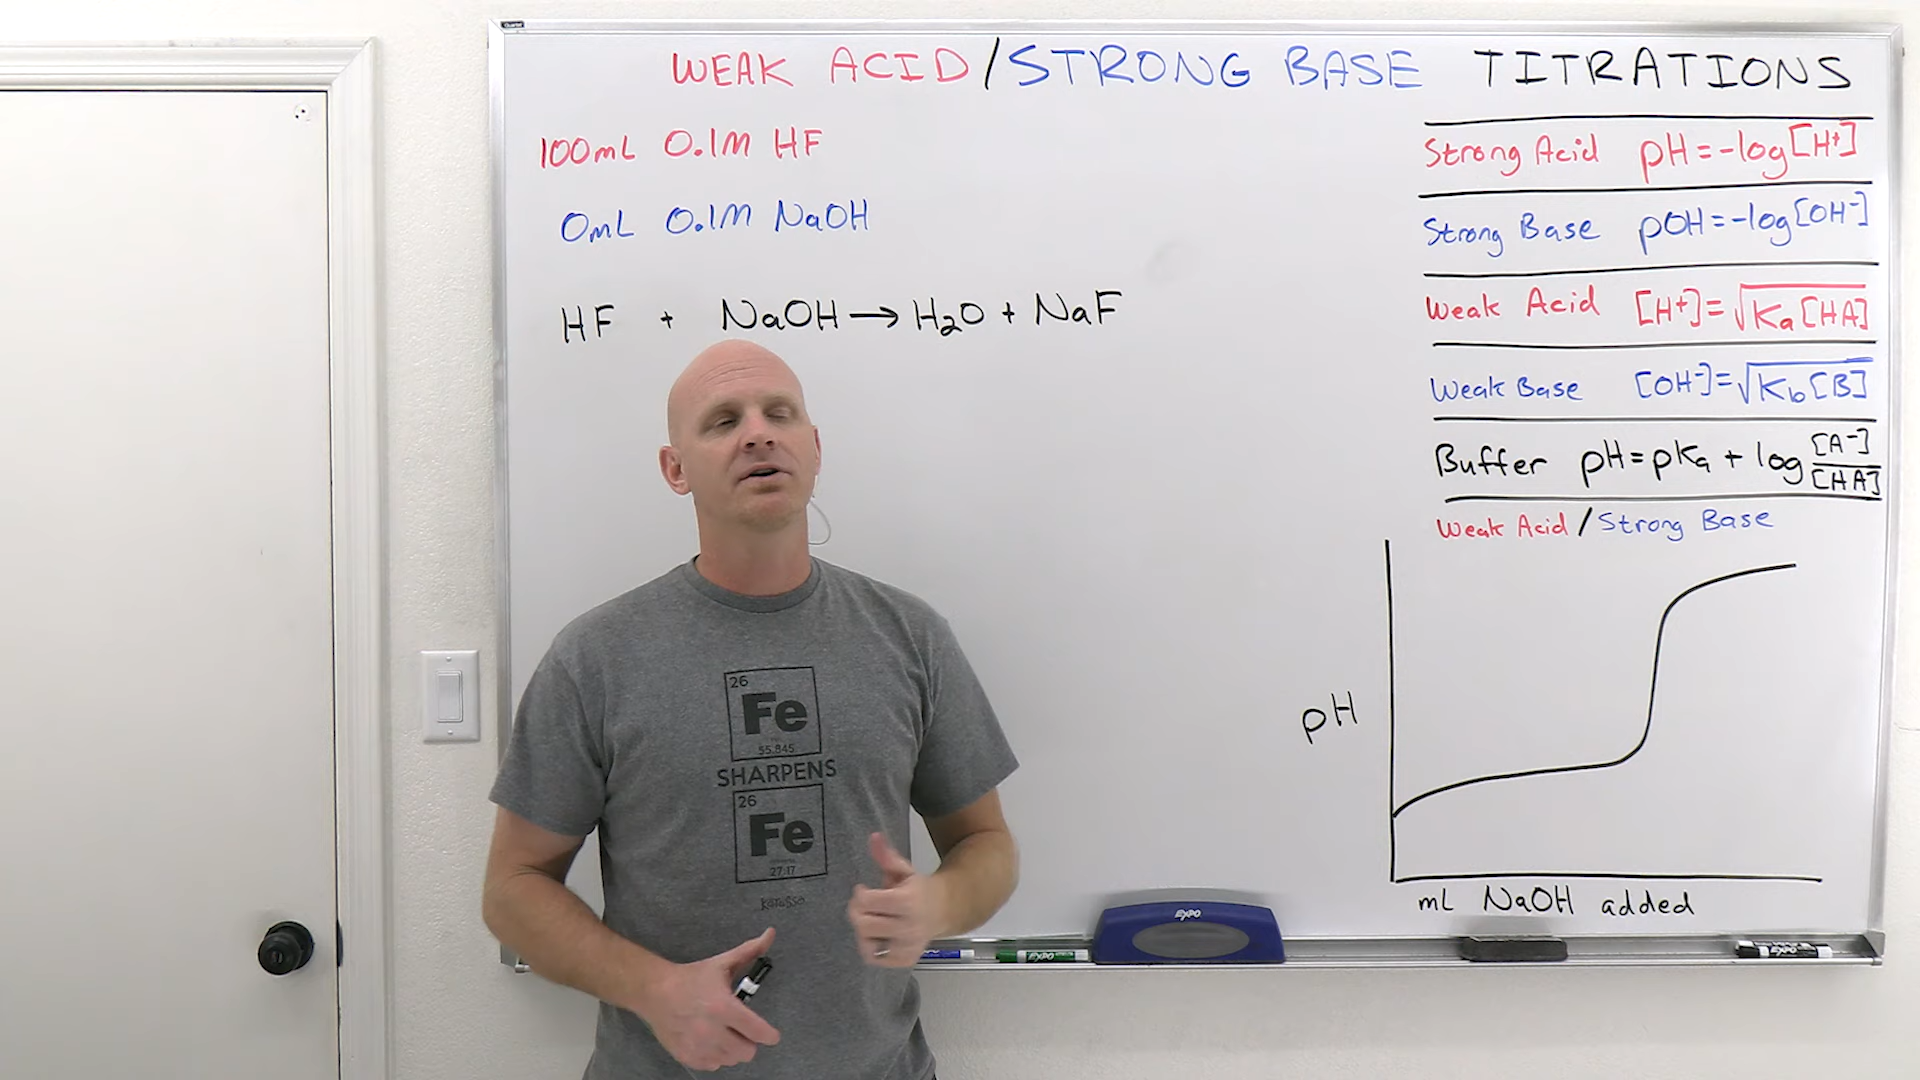 WEAK ACID/STRONG BASE TITRATIONS
100mL 0.1M HF
0mL 0.1M NaOH
HF + NaOH → H₂O + NaF
Strong Acid pH = -log[H⁺]
Strong Base pOH = -log[OH⁻]
Weak Acid [H⁺] = √Ka[HA]
Weak Base [OH⁻] = √Kb[B]
Buffer pH = pKa + log [A⁻]/[HA]
Weak Acid / Strong Base
pH
mL NaOH added
26
Fe
55.845
SHARPENS
26
Fe
EXPO
EXPO
EXPO